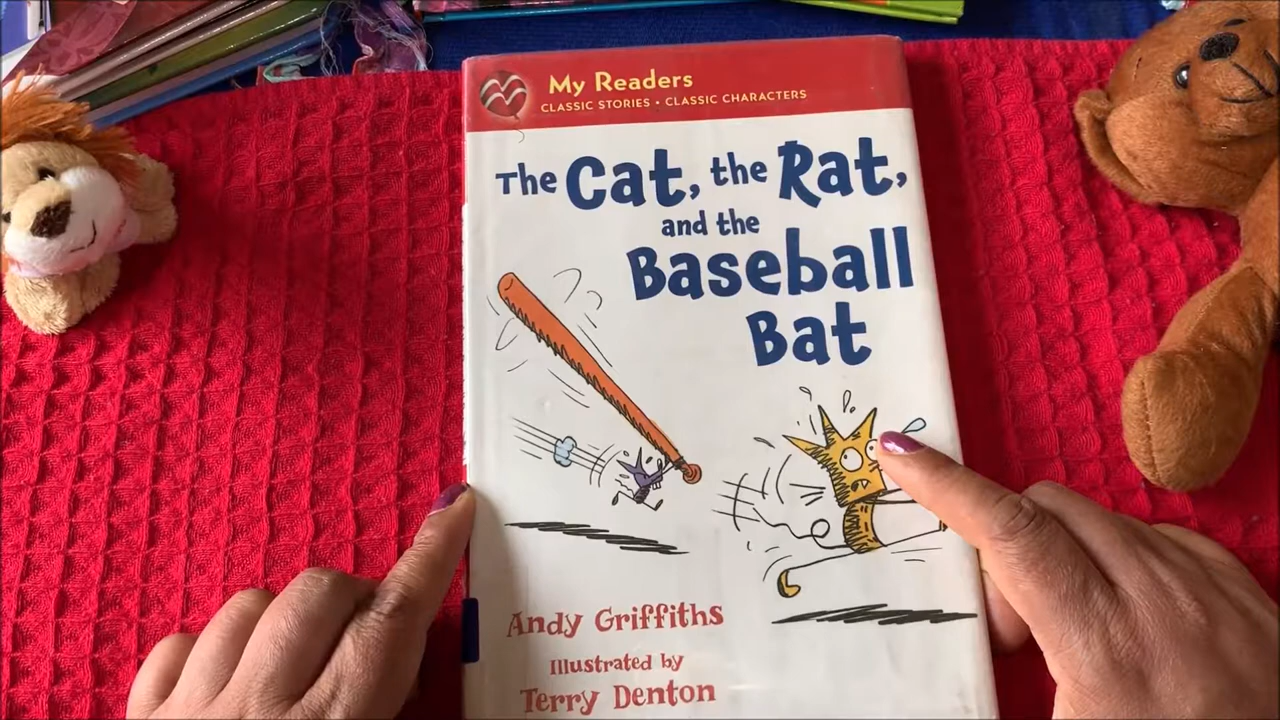 My Readers
CLASSIC STORIES • CLASSIC CHARACTERS
The Cat, the Rat,
and the
Baseball
Bat
Andy Griffiths
Illustrated by
Terry Denton